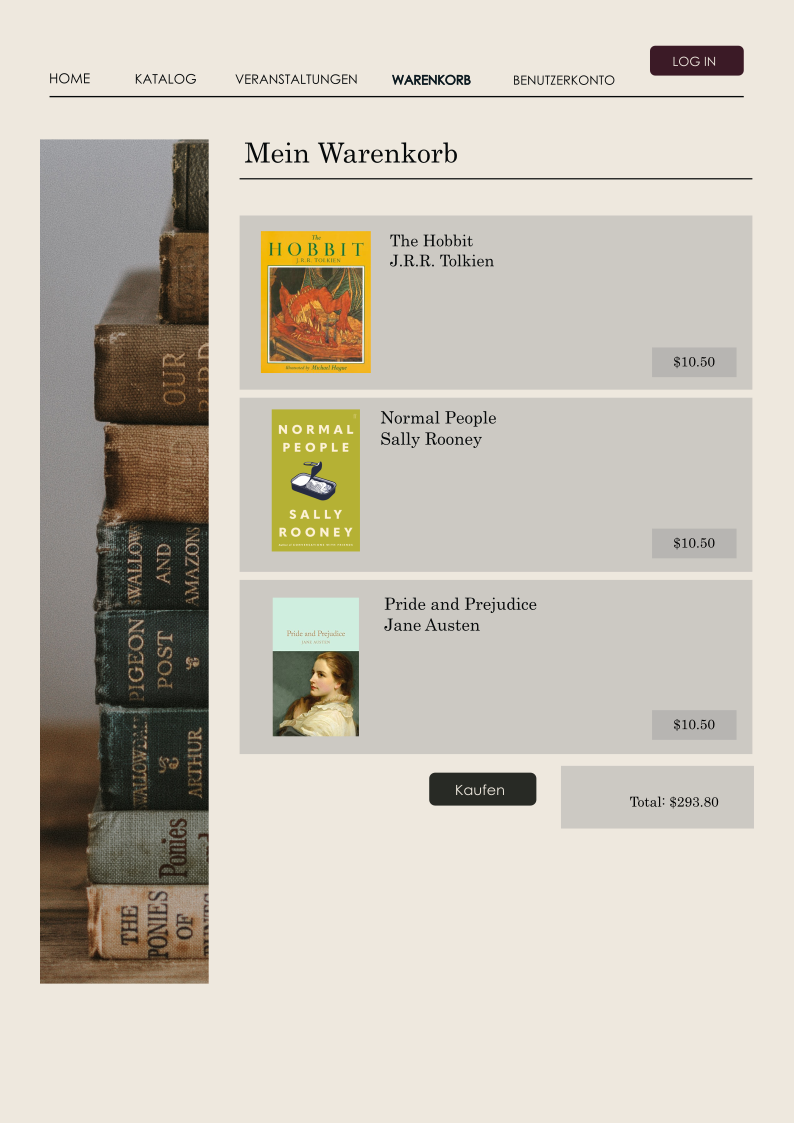 LOG IN
HOME KATALOG VERANSTALTUNGEN WARENKORB BENUTZERKONTO
Mein Warenkorb
The
HOBBIT
J.R.R. TOLKIEN
Illustrated by Michael Hague
The Hobbit
J.R.R. Tolkien
$10.50
NORMAL
PEOPLE
SALLY
ROONEY
Normal People
Sally Rooney
$10.50
Pride and Prejudice
JANE AUSTEN
Pride and Prejudice
Jane Austen
$10.50
Kaufen
Total: $293.80
OUR
BIRD
WALLOW
AND
AMAZONS
PIGEON
POST
ARTHUR
Ponies
and
THE
PONIES
OF